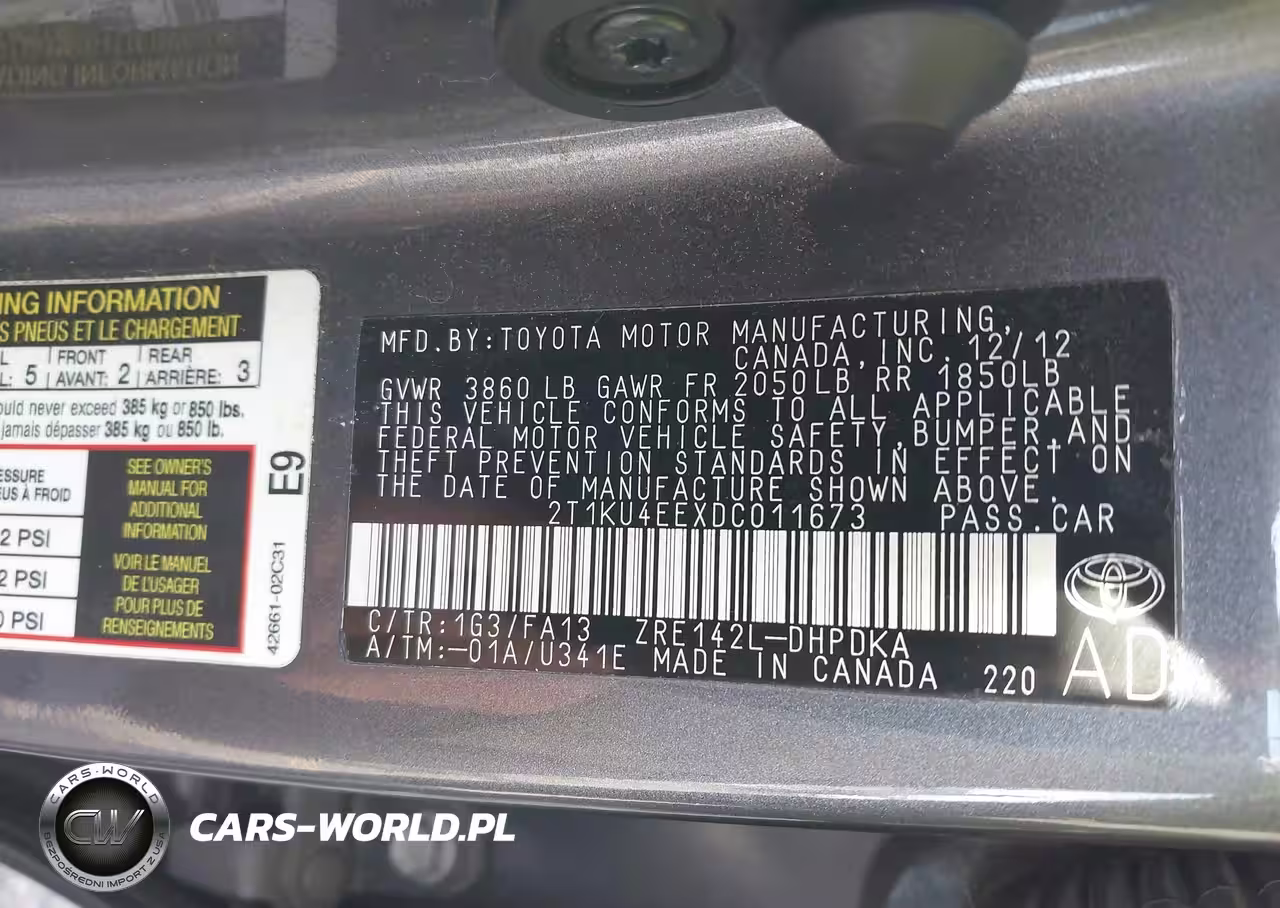 ING INFORMATION
S PNEUS ET LE CHARGEMENT
L FRONT REAR
L: 5 AVANT: 2 ARRIÈRE: 3
ould never exceed 385 kg or 850 lbs.
jamais dépasser 385 kg ou 850 lb.
ESSURE
EUS À FROID
2 PSI
2 PSI
0 PSI
SEE OWNER'S
MANUAL FOR
ADDITIONAL
INFORMATION
VOIR LE MANUEL
DE L'USAGER
POUR PLUS DE
RENSEIGNEMENTS
E9
42661-02C31
MFD.BY:TOYOTA MOTOR MANUFACTURING,
CANADA, INC. 12/12
GVWR 3860 LB GAWR FR 2050LB RR 1850LB
THIS VEHICLE CONFORMS TO ALL APPLICABLE
FEDERAL MOTOR VEHICLE SAFETY,BUMPER,AND
THEFT PREVENTION STANDARDS IN EFFECT ON
THE DATE OF MANUFACTURE SHOWN ABOVE.
2T1KU4EEXDC011673 PASS.CAR
C/TR:1G3/FA13 ZRE142L-DHPDKA
A/TM:-01A/U341E MADE IN CANADA 220
AD
CARS-WORLD
CW
BEZPOŚREDNI IMPORT Z USA
CARS-WORLD.PL